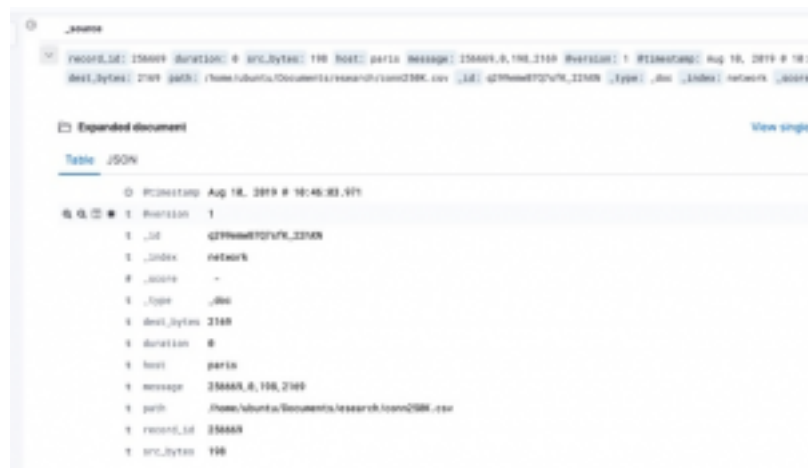 _source
record_id: 256669 duration: 0 src_bytes: 198 host: paris message: 256669,0,198,2169 @version: 1 @timestamp: Aug 10, 2019 @ 10:
dest_bytes: 2169 path: /home/ubuntu/Documents/esearch/conn250K.csv _id: _type: _doc _index: network _score
Expanded document
View single
Table JSON
@timestamp Aug 10, 2019 @ 10:46:03.971
t @version 1
t _id
t _index network
# _score -
t _type _doc
t dest_bytes 2169
t duration 0
t host paris
t message 256669,0,198,2169
t path /home/ubuntu/Documents/esearch/conn250K.csv
t record_id 256669
t src_bytes 198